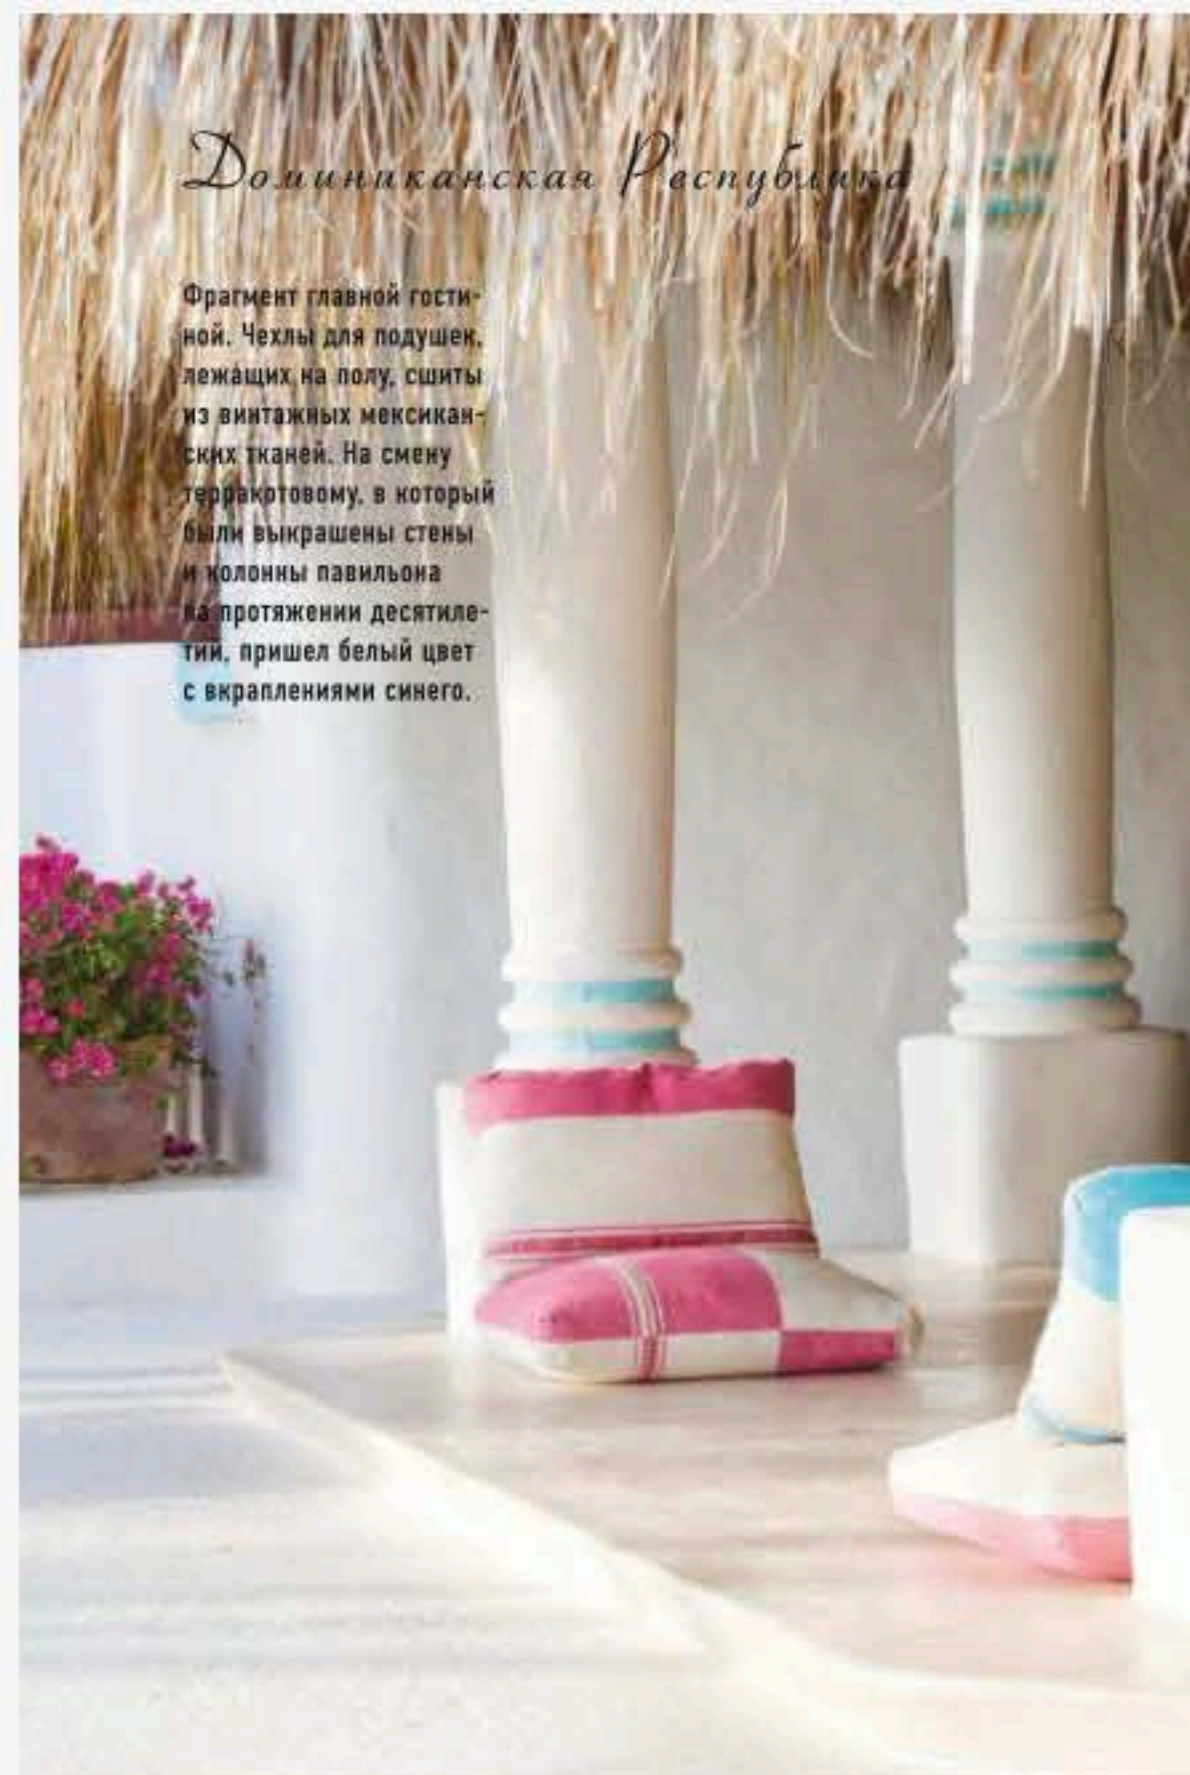 Доминиканская Республика
Фрагмент главной гости-
ной. Чехлы для подушек,
лежащих на полу, сшиты
из винтажных мексикан-
ских тканей. На смену
терракотовому, в который
были выкрашены стены
и колонны павильона
на протяжении десятиле-
тий, пришел белый цвет
с вкраплениями синего.